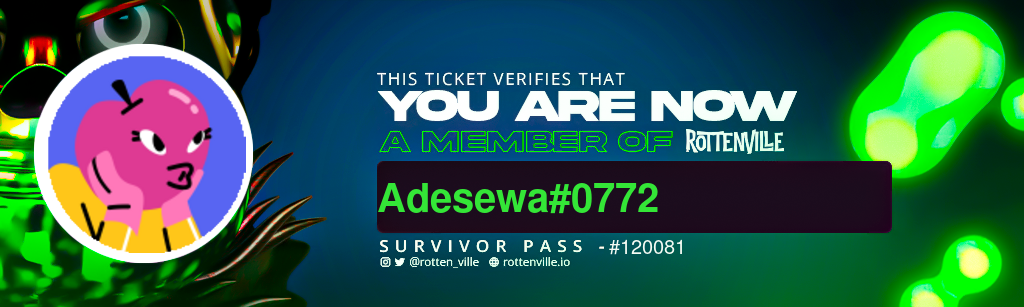 THIS TICKET VERIFIES THAT
YOU ARE NOW
A MEMBER OF ROTTENVILLE
Adesewa#0772
SURVIVOR PASS - #120081
@rotten_ville rottenville.io